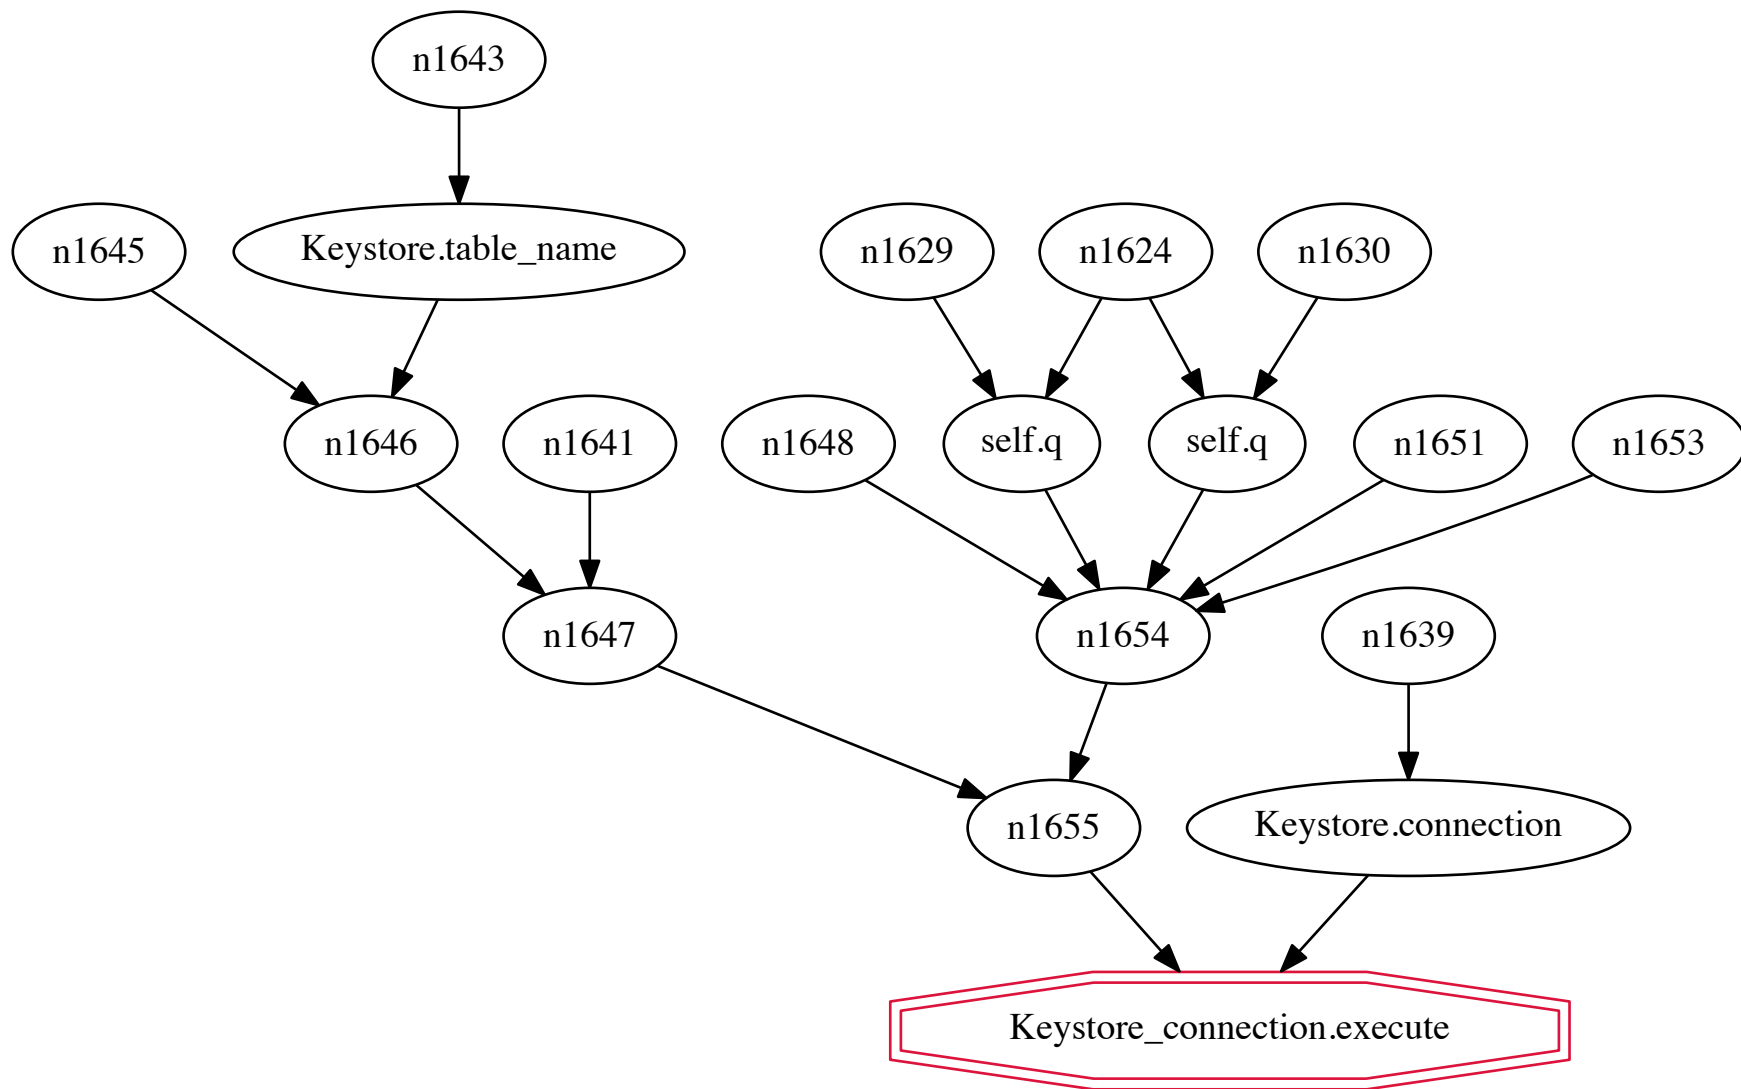 n1643
n1645
Keystore.table_name
n1629
n1624
n1630
n1646
n1641
n1648
self.q
self.q
n1651
n1653
n1647
n1654
n1639
n1655
Keystore.connection
Keystore_connection.execute